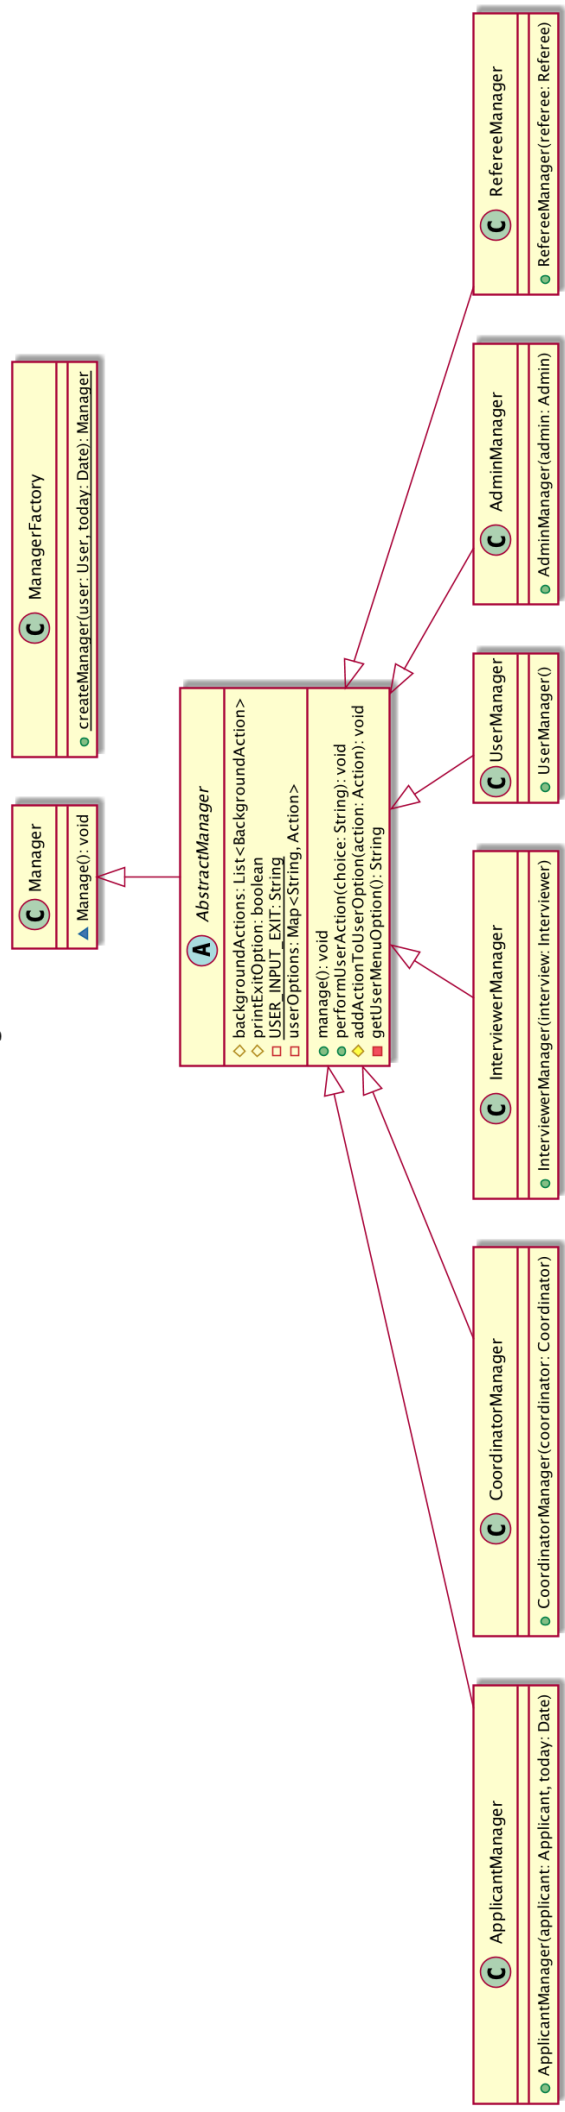 C Manager
Manage(): void
C ManagerFactory
createManager(user: User, today: Date): Manager
A AbstractManager
backgroundActions: List<BackgroundAction>
printExitOption: boolean
USER_INPUT_EXIT: String
userOptions: Map<String, Action>
manage(): void
performUserAction(choice: String): void
addActionToUserOption(action: Action): void
getUserMenuOption(): String
C ApplicantManager
ApplicantManager(applicant: Applicant, today: Date)
C CoordinatorManager
CoordinatorManager(coordinator: Coordinator)
C InterviewerManager
InterviewerManager(interview: Interviewer)
C UserManager
UserManager()
C AdminManager
AdminManager(admin: Admin)
C RefereeManager
RefereeManager(referee: Referee)